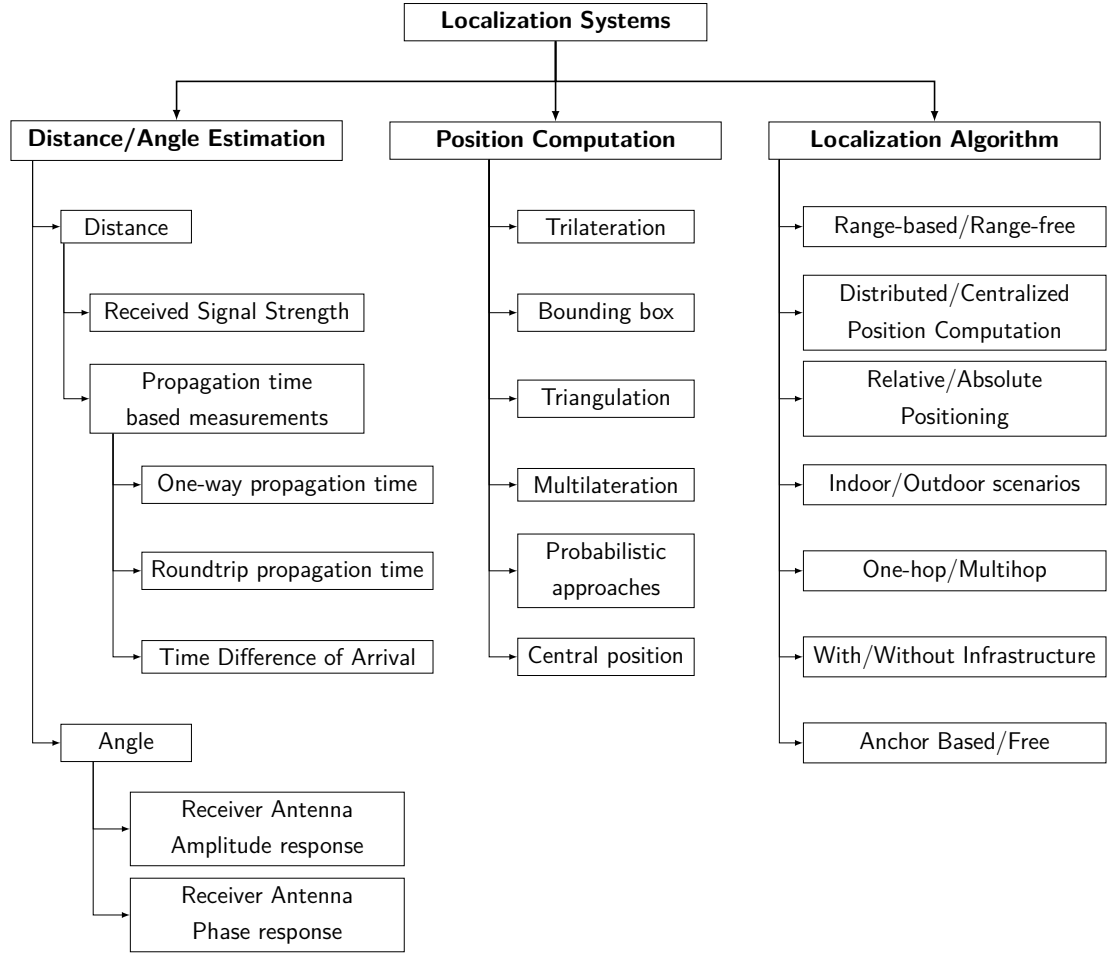 Localization Systems
Distance/Angle Estimation
Distance
Received Signal Strength
Propagation time
based measurements
One-way propagation time
Roundtrip propagation time
Time Difference of Arrival
Angle
Receiver Antenna
Amplitude response
Receiver Antenna
Phase response
Position Computation
Trilateration
Bounding box
Triangulation
Multilateration
Probabilistic
approaches
Central position
Localization Algorithm
Range-based/Range-free
Distributed/Centralized
Position Computation
Relative/Absolute
Positioning
Indoor/Outdoor scenarios
One-hop/Multihop
With/Without Infrastructure
Anchor Based/Free